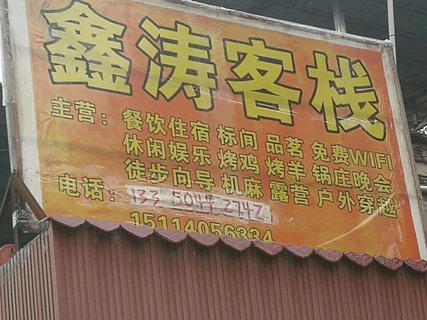 鑫涛客栈
主营：餐饮住宿 标间 品茗 免费WIFI
休闲娱乐 烤鸡 烤羊 锅庄晚会
徒步向导 机麻 露营 户外穿越
电话：
15114056334